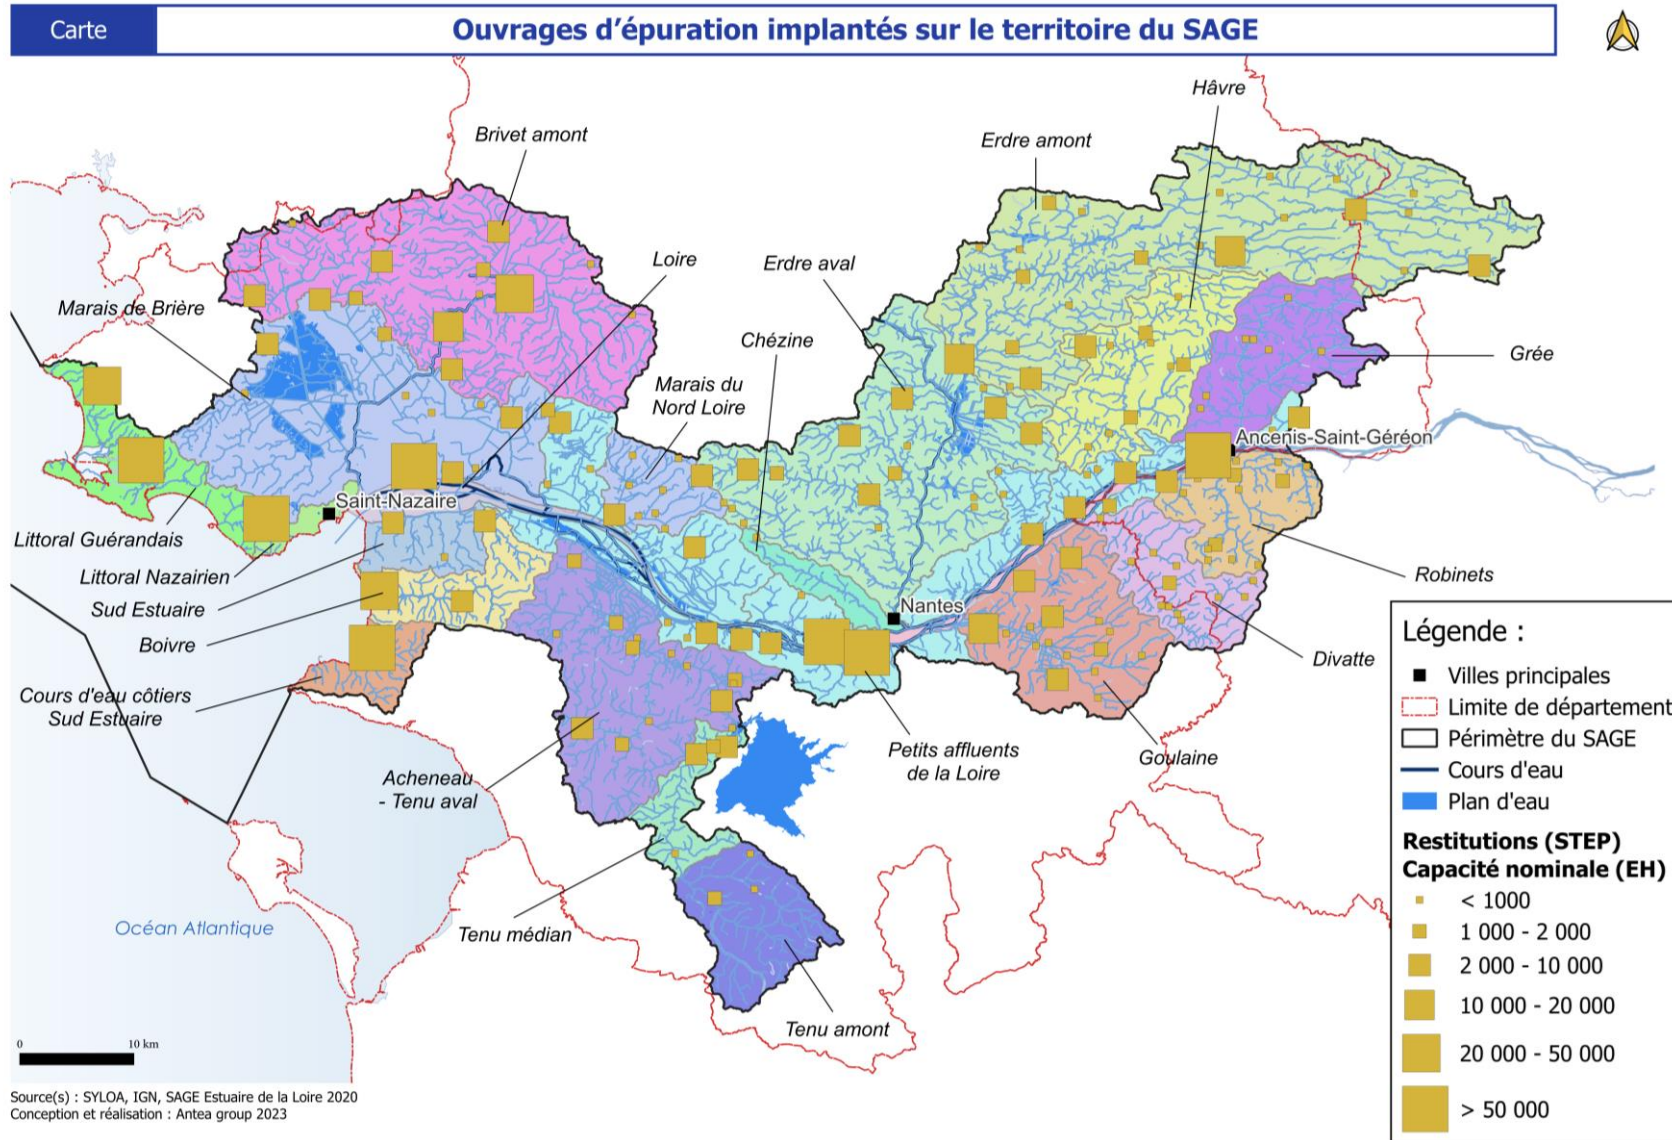 Carte
Ouvrages d'épuration implantés sur le territoire du SAGE
Hâvre
Brivet amont
Erdre amont
Loire
Erdre aval
Marais de Brière
Chézine
Grée
Marais du
Nord Loire
Ancenis-Saint-Géréon
Saint-Nazaire
Littoral Guérandais
Littoral Nazairien
Sud Estuaire
Robinets
Nantes
Boivre
Divatte
Cours d'eau côtiers
Sud Estuaire
Petits affluents
de la Loire
Goulaine
Acheneau
- Tenu aval
Océan Atlantique
Tenu médian
Tenu amont
Légende :
Villes principales
Limite de département
Périmètre du SAGE
Cours d'eau
Plan d'eau
Restitutions (STEP)
Capacité nominale (EH)
< 1000
1 000 - 2 000
2 000 - 10 000
10 000 - 20 000
20 000 - 50 000
> 50 000
0 10 km
Source(s) : SYLOA, IGN, SAGE Estuaire de la Loire 2020
Conception et réalisation : Antea group 2023